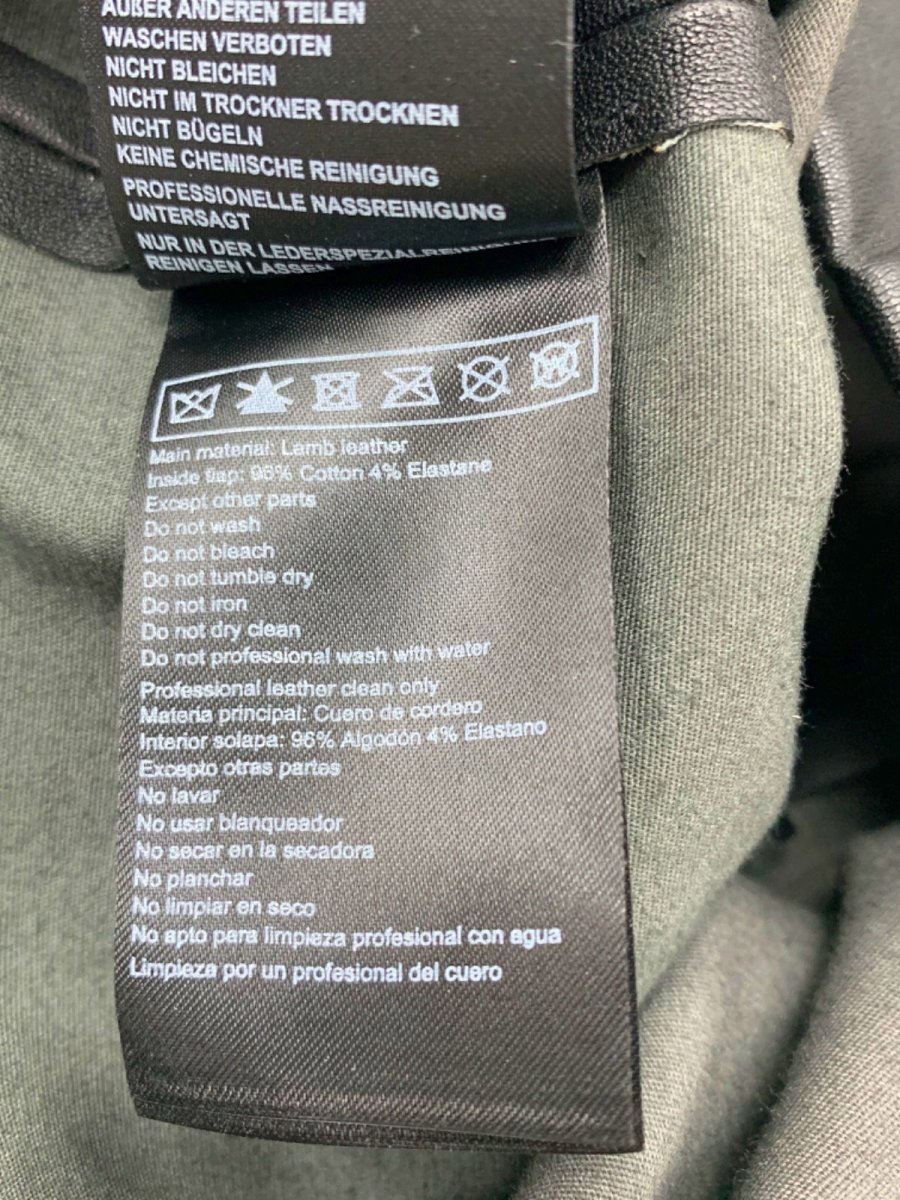 AUßER ANDEREN TEILEN
WASCHEN VERBOTEN
NICHT BLEICHEN
NICHT IM TROCKNER TROCKNEN
NICHT BÜGELN
KEINE CHEMISCHE REINIGUNG
PROFESSIONELLE NASSREINIGUNG
UNTERSAGT
NUR IN DER LEDERSPEZIALREINIGUNG
REINIGEN LASSEN
W
Main material: Lamb leather
Inside flap: 96% Cotton 4% Elastane
Except other parts
Do not wash
Do not bleach
Do not tumble dry
Do not iron
Do not dry clean
Do not professional wash with water
Professional leather clean only
Materia principal: Cuero de cordero
Interior solapa: 96% Algodón 4% Elastano
Excepto otras partes
No lavar
No usar blanqueador
No secar en la secadora
No planchar
No limpiar en seco
No apto para limpieza profesional con agua
Limpieza por un profesional del cuero